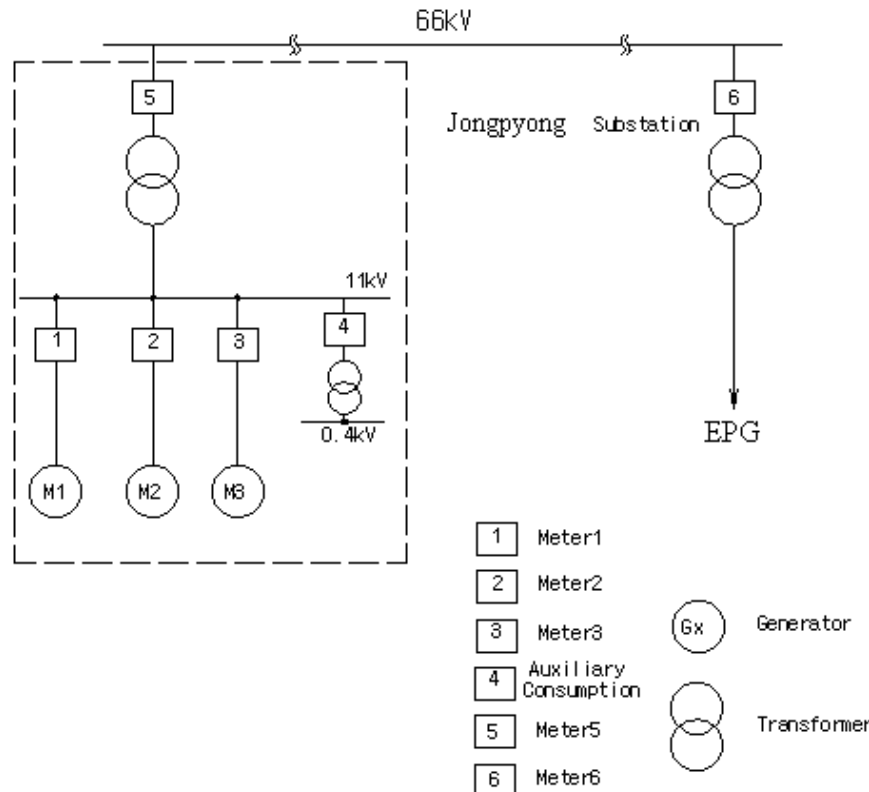 66kV
5
6
Jongpyong Substation
11kV
1
2
3
4
0.4kV
EPG
M1
M2
M3
1 Meter1
2 Meter2
3 Meter3
Gx Generator
4 Auxiliary
Consumption
5 Meter5
Transformer
6 Meter6